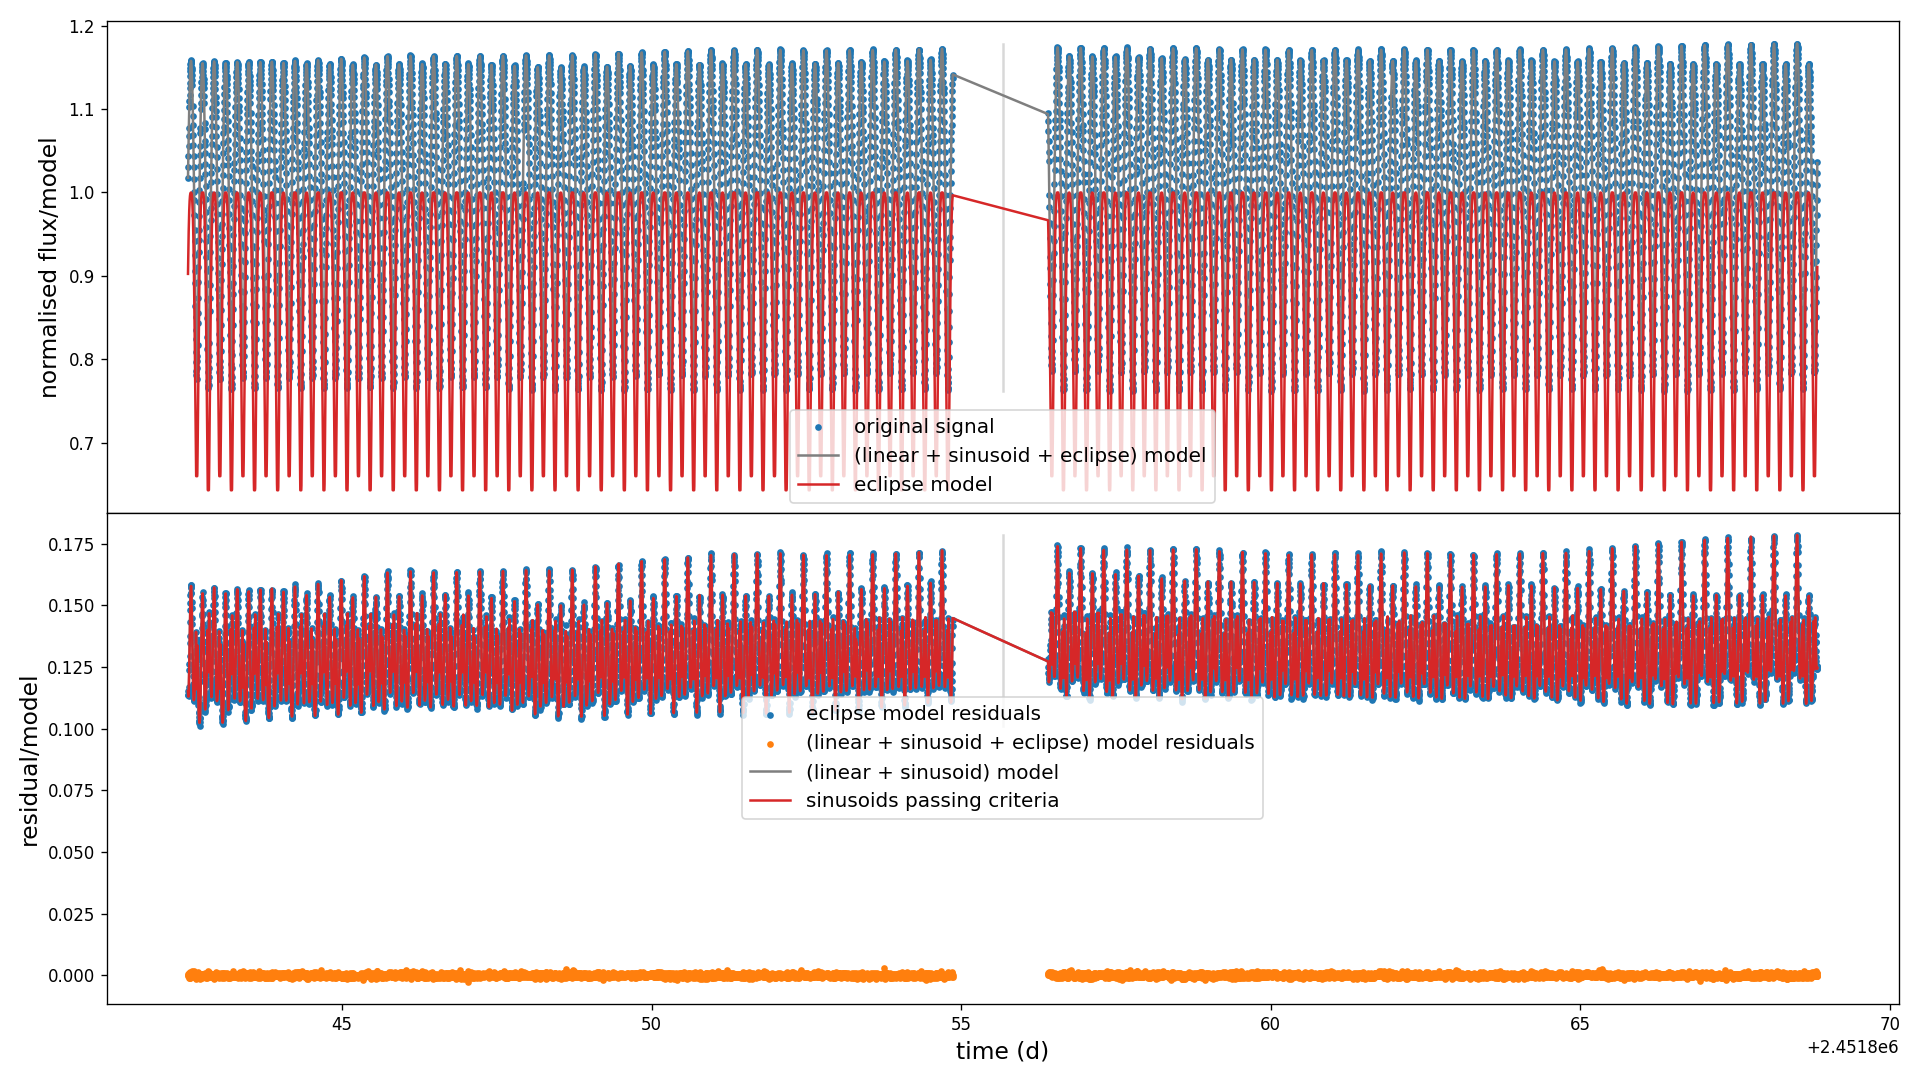 1.2
1.1
1.0
0.9
0.8
0.7
normalised flux/model
original signal
(linear + sinusoid + eclipse) model
eclipse model
0.175
0.150
0.125
0.100
0.075
0.050
0.025
0.000
residual/model
eclipse model residuals
(linear + sinusoid + eclipse) model residuals
(linear + sinusoid) model
sinusoids passing criteria
45
50
55
60
65
70
time (d)
+2.4518e6